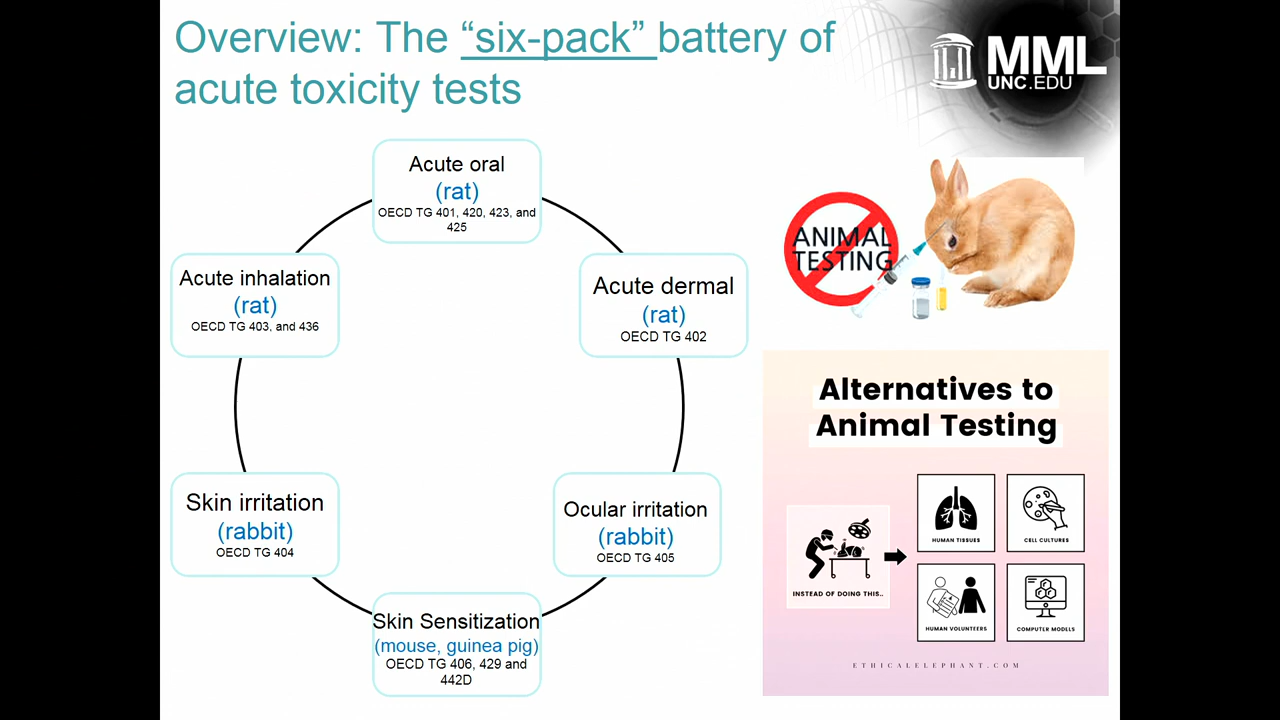 Overview: The “six-pack” battery of
acute toxicity tests
MML
UNC.EDU
Acute oral
(rat)
OECD TG 401, 420, 423, and
425
Acute inhalation
(rat)
OECD TG 403, and 436
Acute dermal
(rat)
OECD TG 402
Skin irritation
(rabbit)
OECD TG 404
Ocular irritation
(rabbit)
OECD TG 405
Skin Sensitization
(mouse, guinea pig)
OECD TG 406, 429 and
442D
ANIMAL
TESTING
Alternatives to
Animal Testing
INSTEAD OF DOING THIS..
HUMAN TISSUES
CELL CULTURES
HUMAN VOLUNTEERS
COMPUTER MODELS
ETHICALELEPHANT.COM